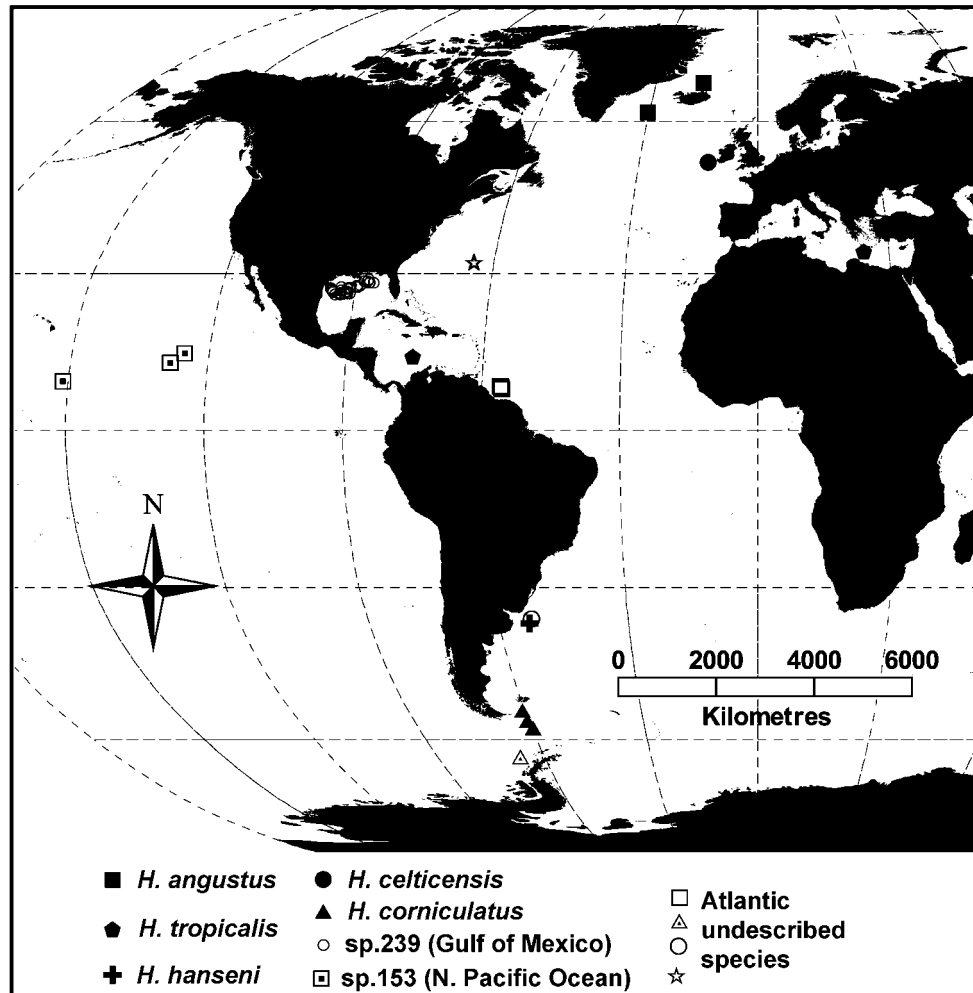 N
0 2000 4000 6000
Kilometres
H. angustus
H. tropicalis
H. hanseni
H. celticensis
H. corniculatus
sp.239 (Gulf of Mexico)
sp.153 (N. Pacific Ocean)
Atlantic
undescribed
species